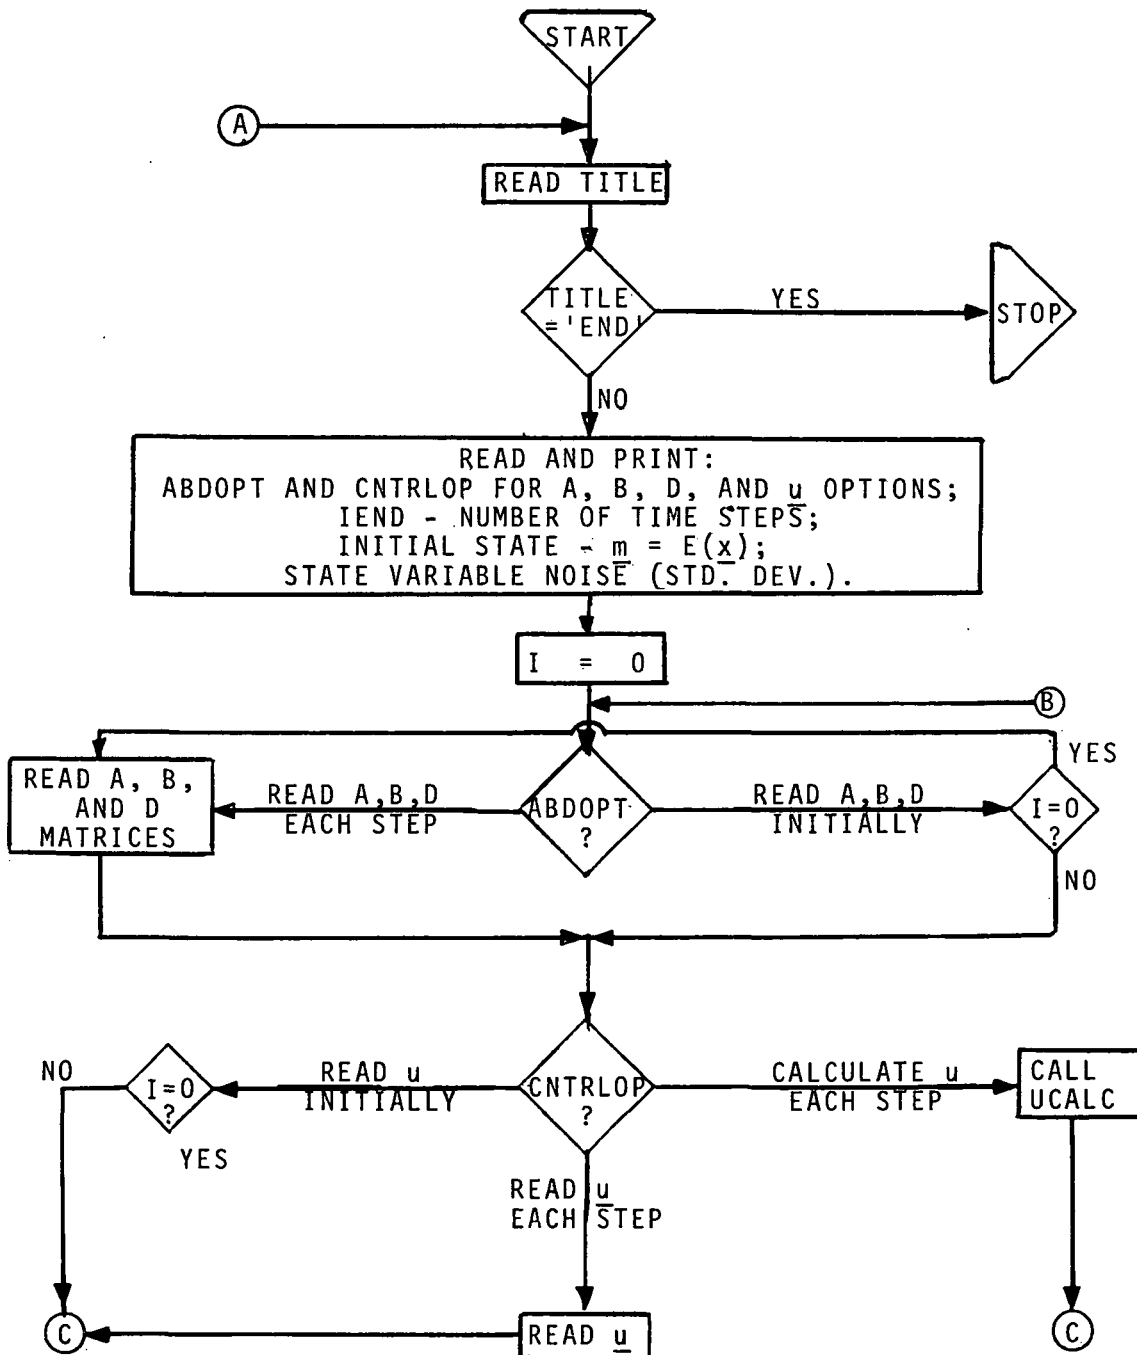 START
A
READ TITLE
TITLE
='END'
YES
STOP
NO
READ AND PRINT:
ABDOPT AND CNTRLOP FOR A, B, D, AND u OPTIONS;
IEND - NUMBER OF TIME STEPS;
INITIAL STATE - m = E(x);
STATE VARIABLE NOISE (STD. DEV.).
I = 0
B
YES
READ A, B,
AND D
MATRICES
READ A,B,D
EACH STEP
ABDOPT
?
READ A,B,D
INITIALLY
I=0
?
NO
NO
I=0
?
YES
READ u
INITIALLY
CNTRLOP
?
CALCULATE u
EACH STEP
CALL
UCALC
READ u
EACH STEP
C
READ u
C